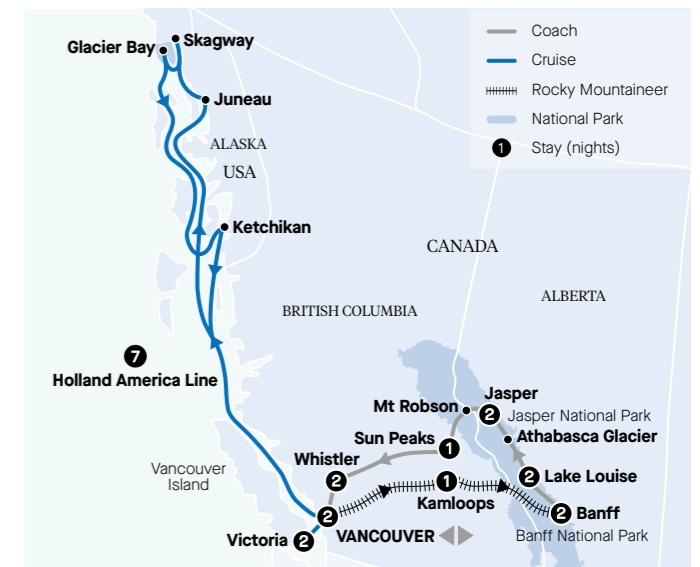 Coach
Cruise
Rocky Mountaineer
National Park
1 Stay (nights)
Glacier Bay
Skagway
Juneau
ALASKA
USA
Ketchikan
CANADA
ALBERTA
BRITISH COLUMBIA
7
Holland America Line
Mt Robson
Jasper
2
Jasper National Park
Sun Peaks
1
Athabasca Glacier
Whistler
2
Vancouver
Island
1
Kamloops
2 Lake Louise
2 Banff
Banff National Park
2
VANCOUVER
Victoria 2